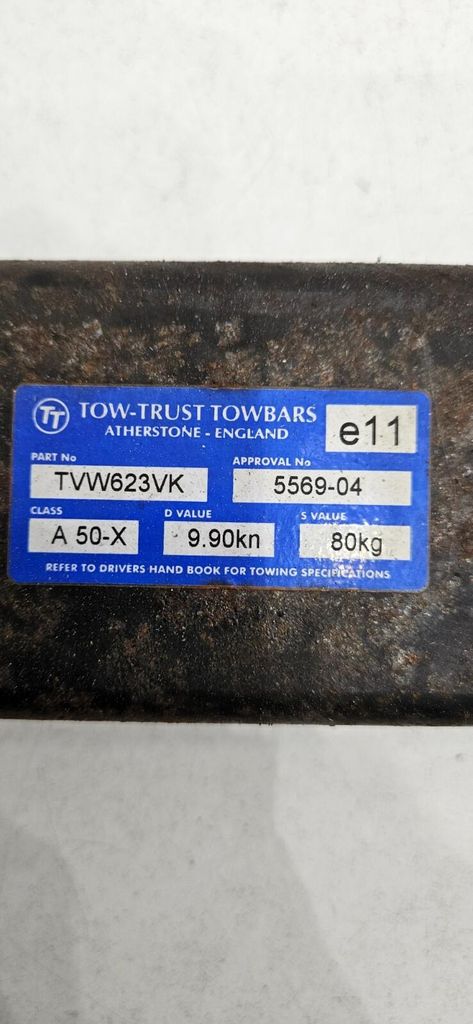 TT TOW-TRUST TOWBARS
ATHERSTONE - ENGLAND
e11
PART No
APPROVAL No
TVW623VK
5569-04
CLASS
D VALUE
S VALUE
A 50-X
9.90kn
80kg
REFER TO DRIVERS HAND BOOK FOR TOWING SPECIFICATIONS